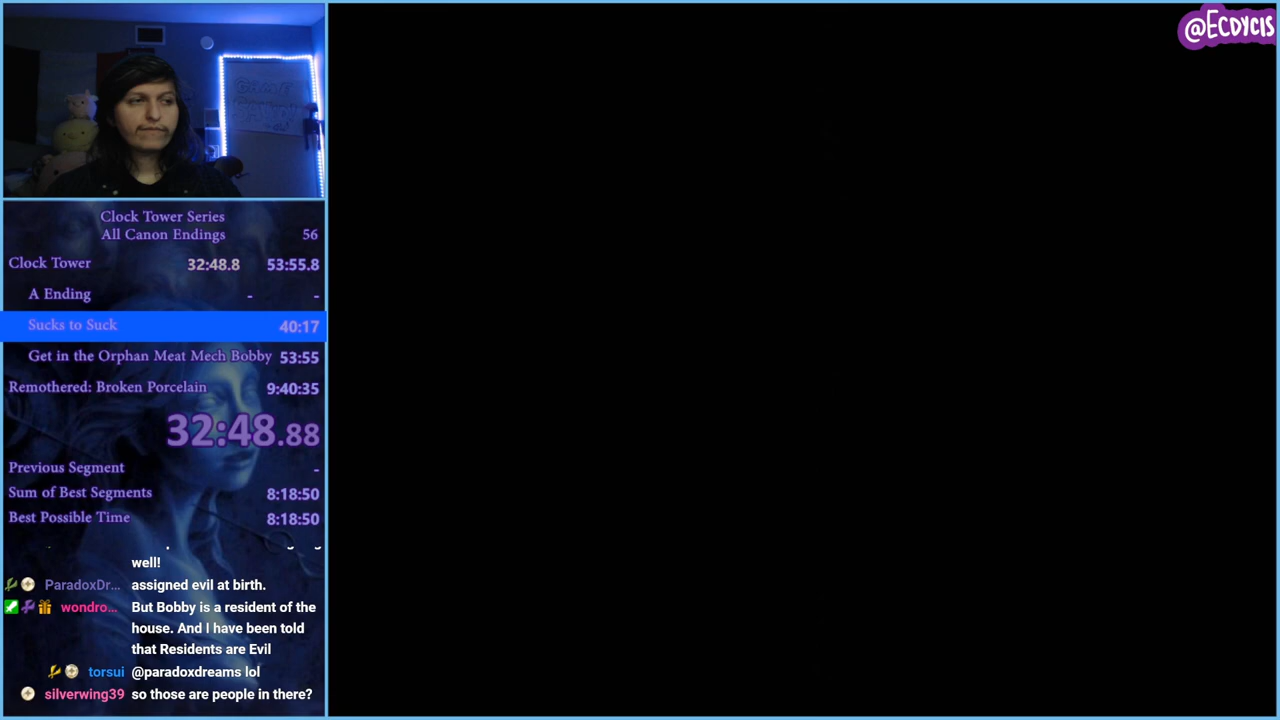 @ECDYCIS
Clock Tower Series
All Canon Endings 56
Clock Tower 32:48.8 53:55.8
A Ending - -
Sucks to Suck 40:17
Get in the Orphan Meat Mech Bobby 53:55
Remothered: Broken Porcelain 9:40:35
32:48.88
Previous Segment -
Sum of Best Segments 8:18:50
Best Possible Time 8:18:50
well!
ParadoxDr... assigned evil at birth.
wondro... But Bobby is a resident of the
house. And I have been told
that Residents are Evil
torsui @paradoxdreams lol
silverwing39 so those are people in there?